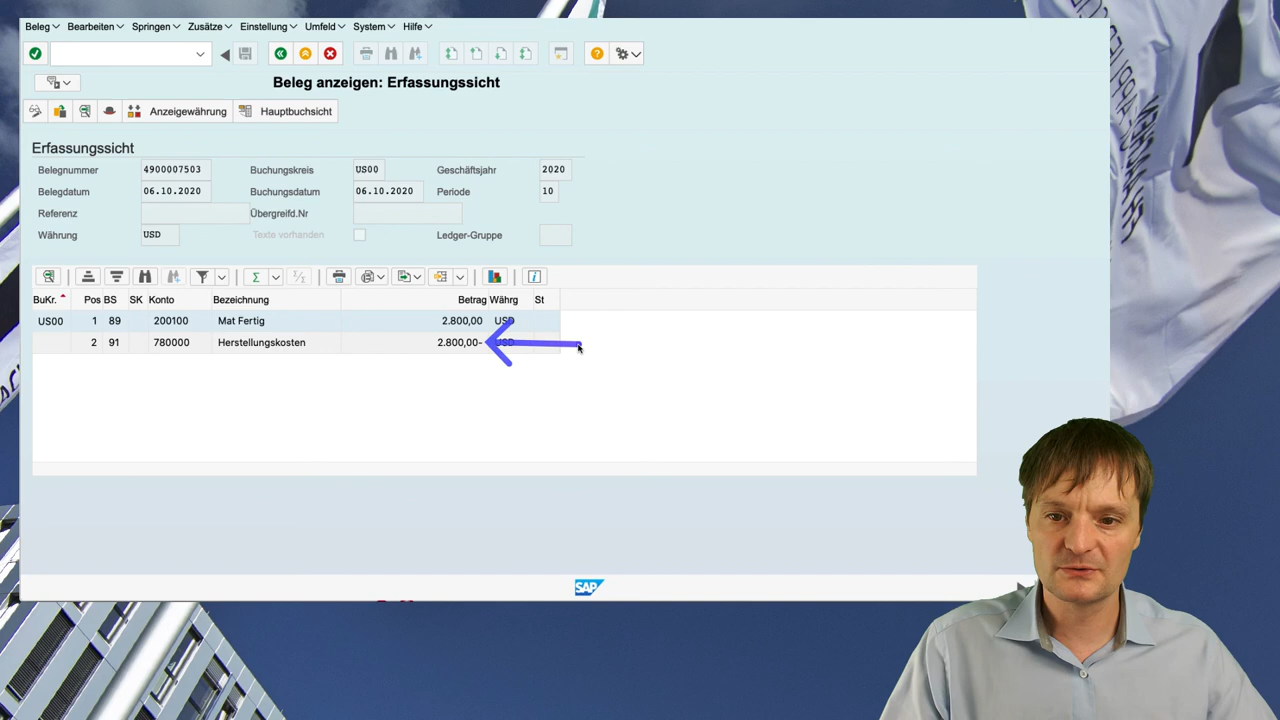 Beleg Bearbeiten Springen Zusätze Einstellung Umfeld System Hilfe
Beleg anzeigen: Erfassungssicht
Anzeigewährung Hauptbuchsicht
Erfassungssicht
Belegnummer 4900007503 Buchungskreis US00 Geschäftsjahr 2020
Belegdatum 06.10.2020 Buchungsdatum 06.10.2020 Periode 10
Referenz Übergreifd.Nr
Währung USD Texte vorhanden Ledger-Gruppe
BuKr. Pos BS SK Konto Bezeichnung Betrag Währg St
US00 1 89 200100 Mat Fertig 2.800,00 USD
2 91 780000 Herstellungskosten 2.800,00- USD
SAP